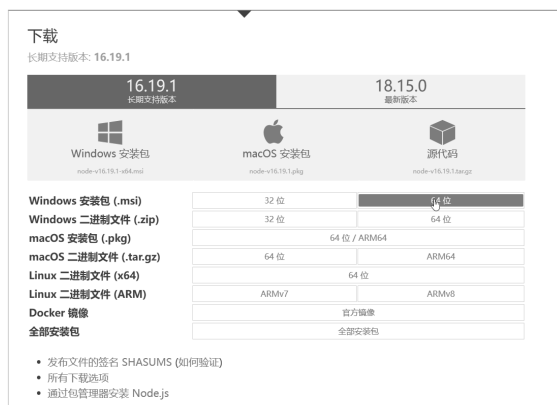 下载
长期支持版本: 16.19.1
16.19.1 18.15.0
长期支持版本 最新版本
Windows 安装包 macOS 安装包 源代码
node-v16.19.1-x64.msi node-v16.19.1.pkg node-v16.19.1.tar.gz
Windows 安装包 (.msi) 32 位 64 位
Windows 二进制文件 (.zip) 32 位 64 位
macOS 安装包 (.pkg) 64 位 / ARM64
macOS 二进制文件 (.tar.gz) 64 位 ARM64
Linux 二进制文件 (x64) 64 位
Linux 二进制文件 (ARM) ARMv7 ARMv8
Docker 镜像 官方镜像
全部安装包 全部安装包
• 发布文件的签名 SHASUMS (如何验证)
• 所有下载选项
• 通过包管理器安装 Node.js